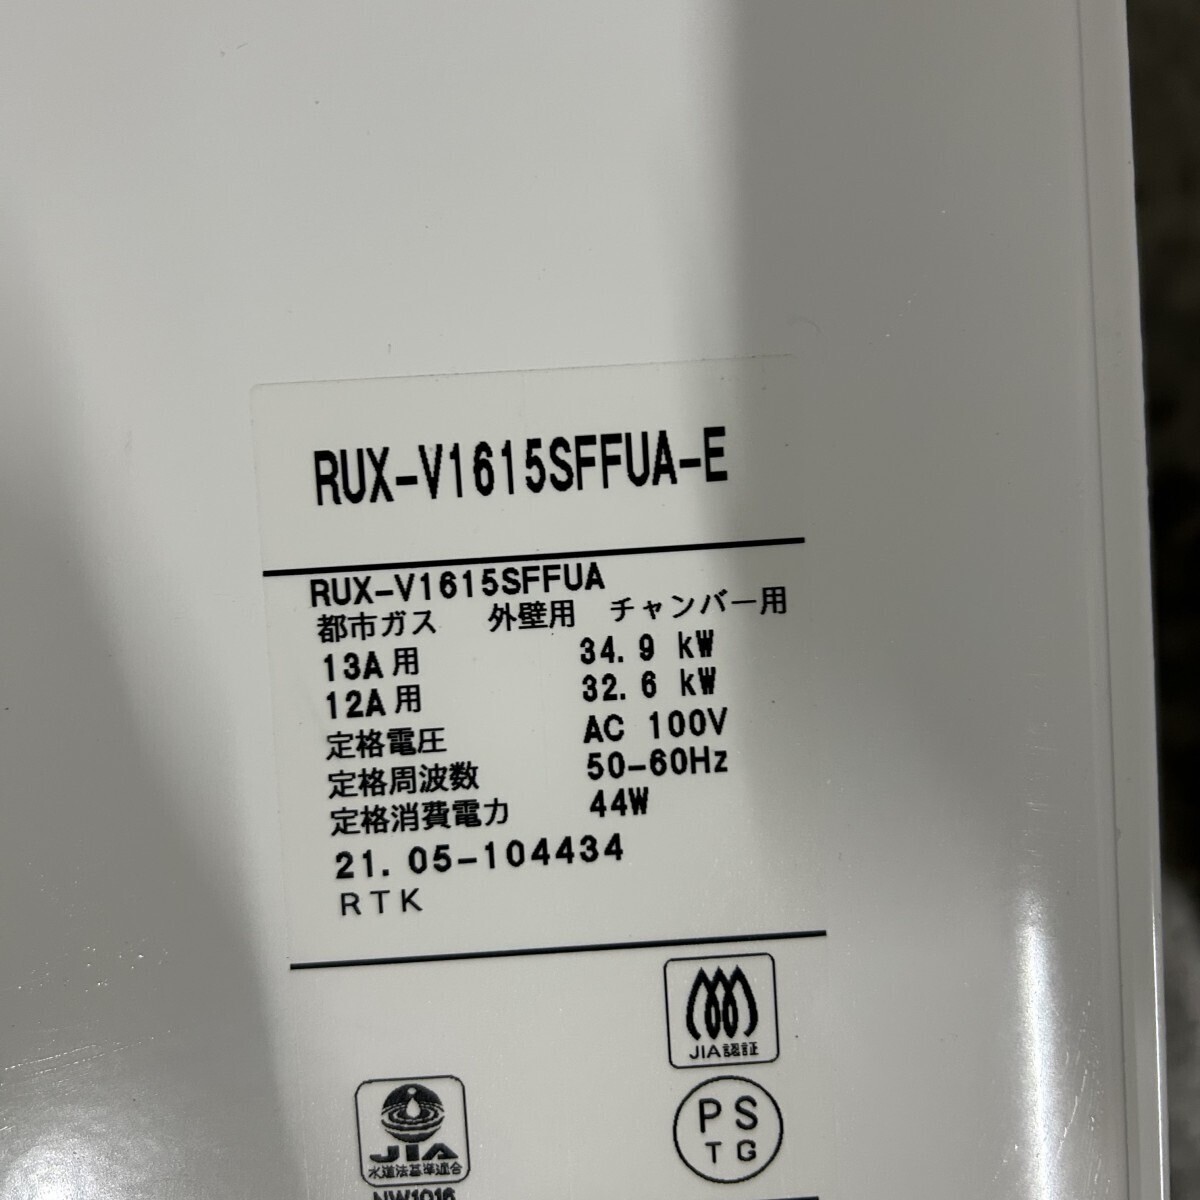 RUX-V1615SFFUA-E
RUX-V1615SFFUA
都市ガス 外壁用 チャンバー用
13A用 34.9 kW
12A用 32.6 kW
定格電圧 AC 100V
定格周波数 50-60Hz
定格消費電力 44W
21.05-104434
RTK
JIA認証
JIA
水道法基準適合
NW1016
PS
TG